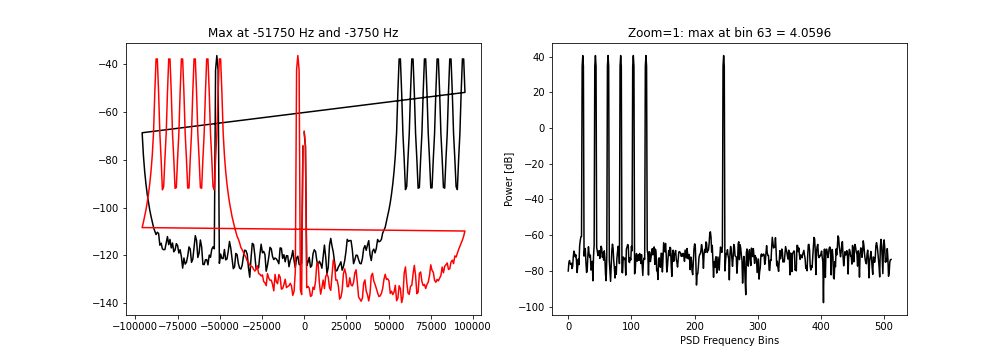 Max at -51750 Hz and -3750 Hz
−40
−60
−80
−100
−120
−140
−100000 −75000 −50000 −25000 0 25000 50000 75000 100000
Zoom=1: max at bin 63 = 4.0596
Power [dB]
40
20
0
−20
−40
−60
−80
−100
0 100 200 300 400 500
PSD Frequency Bins